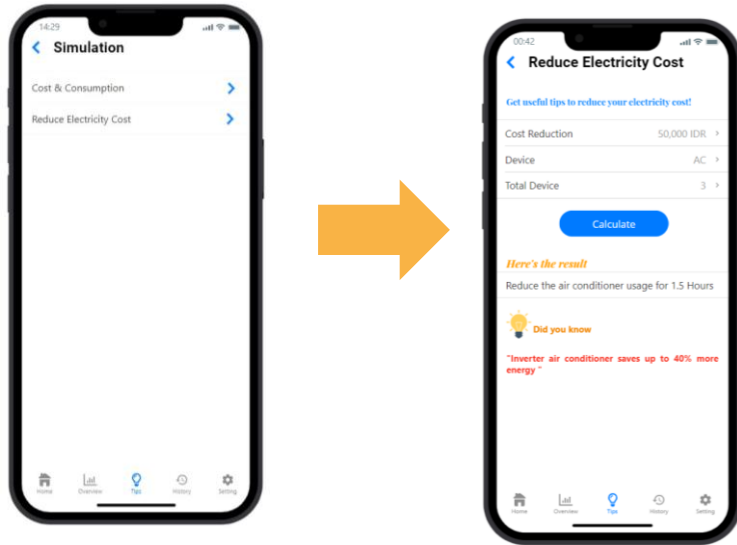 14:29
Simulation
Cost & Consumption
Reduce Electricity Cost
Home Overview Tips History Setting
00:42
Reduce Electricity Cost
Get useful tips to reduce your electricity cost!
Cost Reduction 50,000 IDR
Device AC
Total Device 3
Calculate
Here's the result
Reduce the air conditioner usage for 1.5 Hours
Did you know
"Inverter air conditioner saves up to 40% more
energy "
Home Overview Tips History Setting